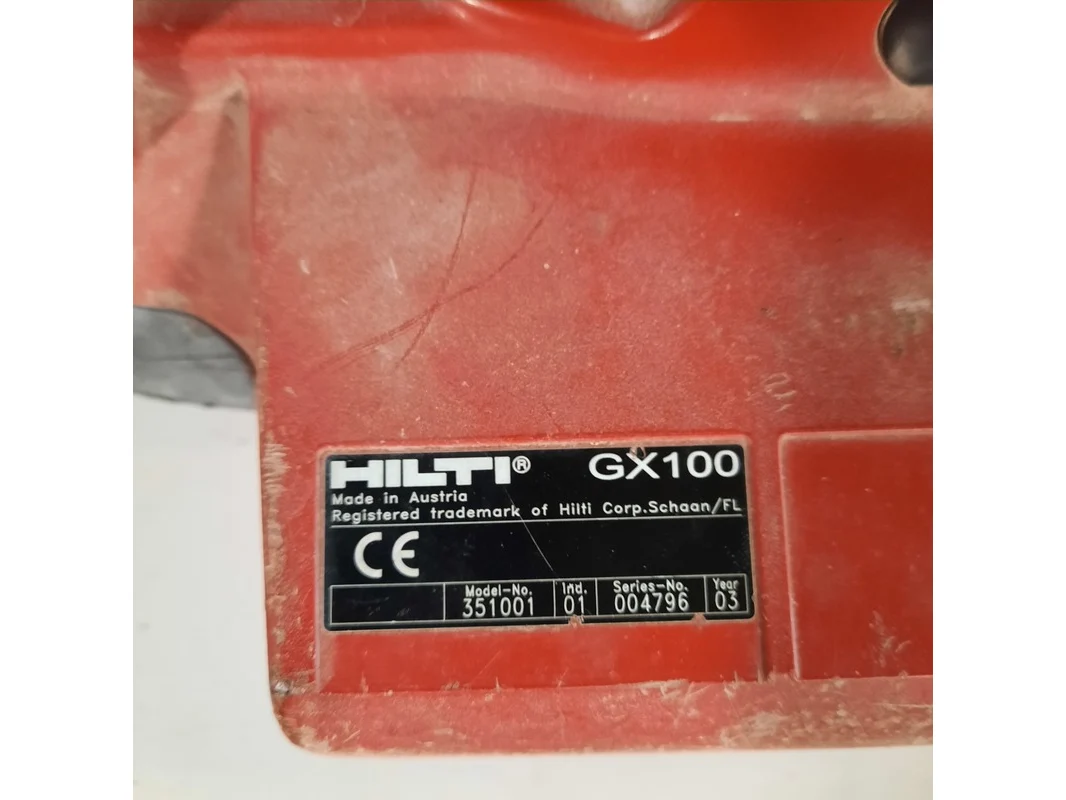 HILTI® GX100
Made in Austria
Registered trademark of Hilti Corp.Schaan/FL
CE
Model-No. Ind. Series-No. Year
351001 01 004796 03